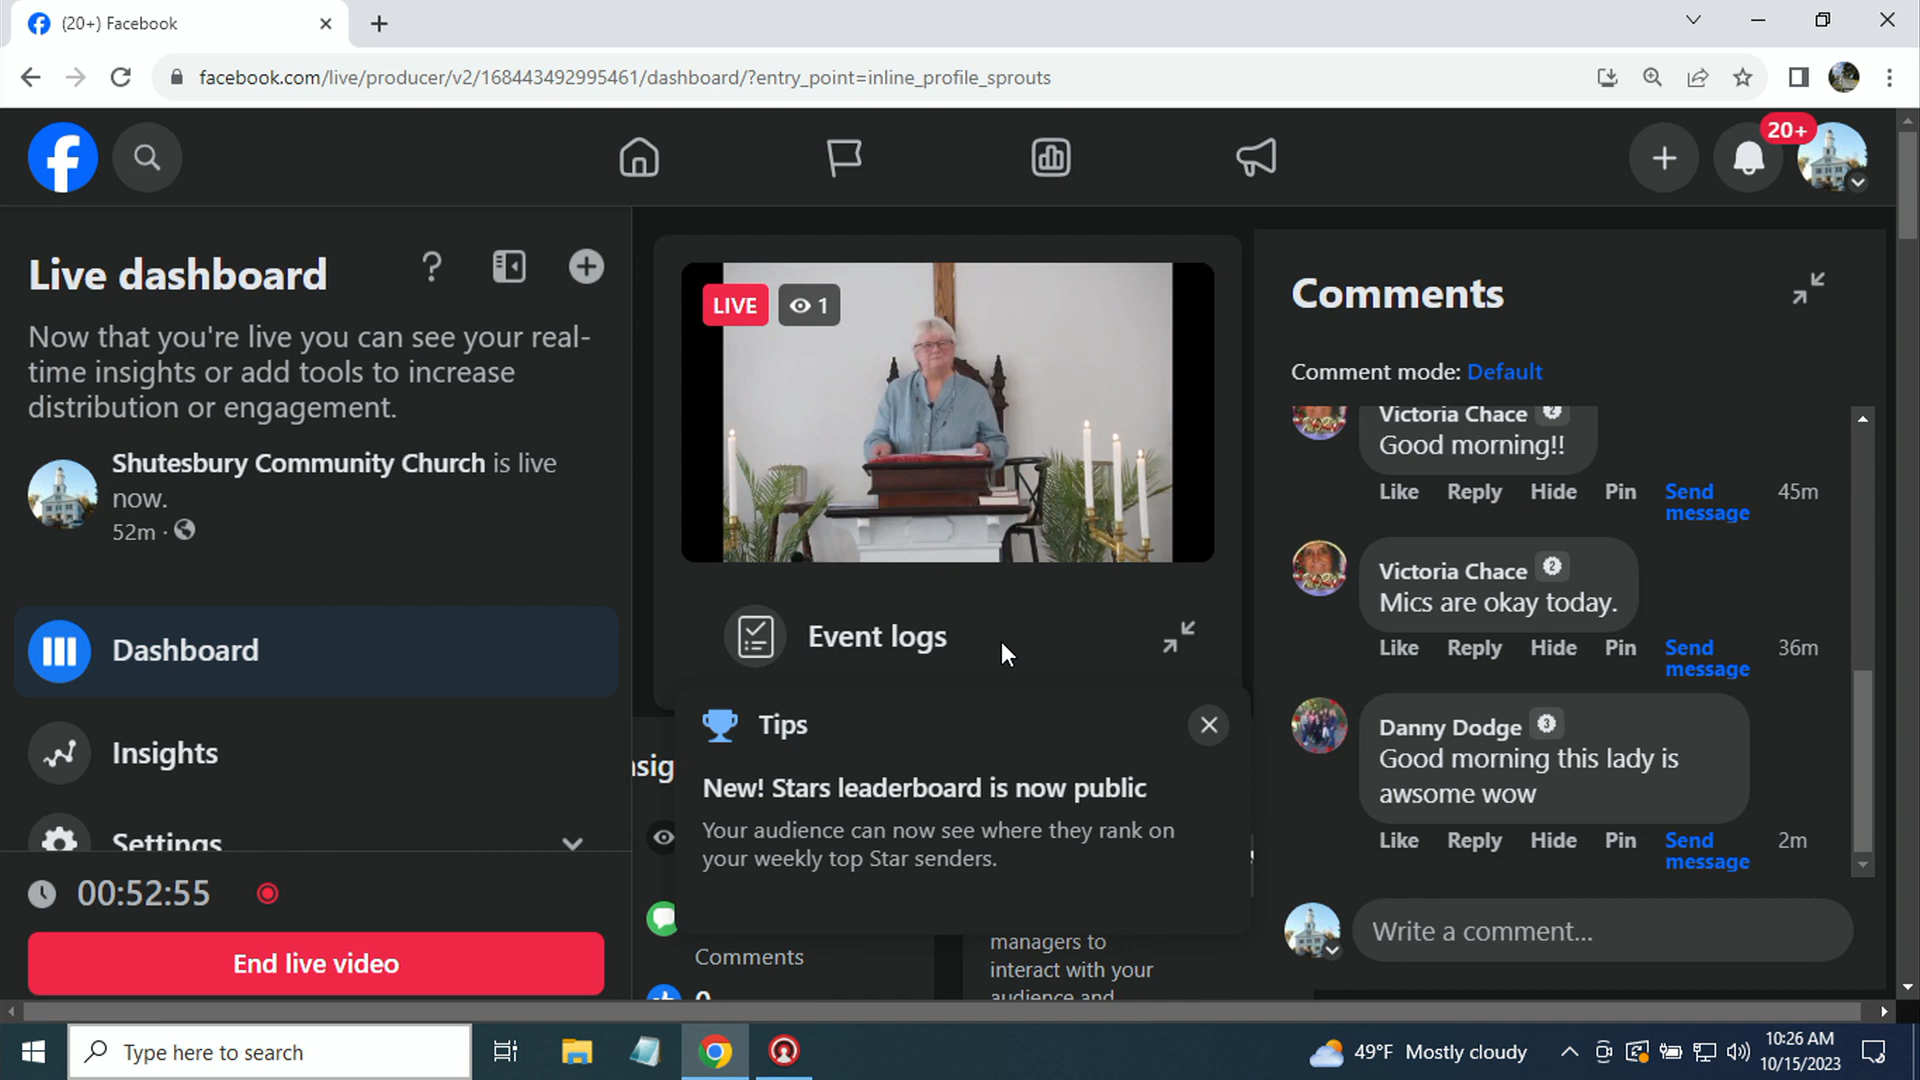 (20+) Facebook
facebook.com/live/producer/v2/168443492995461/dashboard/?entry_point=inline_profile_sprouts
20+
Live dashboard
Now that you're live you can see your real-
time insights or add tools to increase
distribution or engagement.
Shutesbury Community Church is live
now.
52m ·
Dashboard
Insights
Settings
00:52:55
End live video
LIVE
1
Event logs
Tips
New! Stars leaderboard is now public
Your audience can now see where they rank on
your weekly top Star senders.
Comments
0
managers to
interact with your
audience and
Comments
Comment mode: Default
Victoria Chace 2
Good morning!!
Like Reply Hide Pin Send message 45m
Victoria Chace 2
Mics are okay today.
Like Reply Hide Pin Send message 36m
Danny Dodge 3
Good morning this lady is
awsome wow
Like Reply Hide Pin Send message 2m
Write a comment...
Type here to search
49°F Mostly cloudy
10:26 AM
10/15/2023